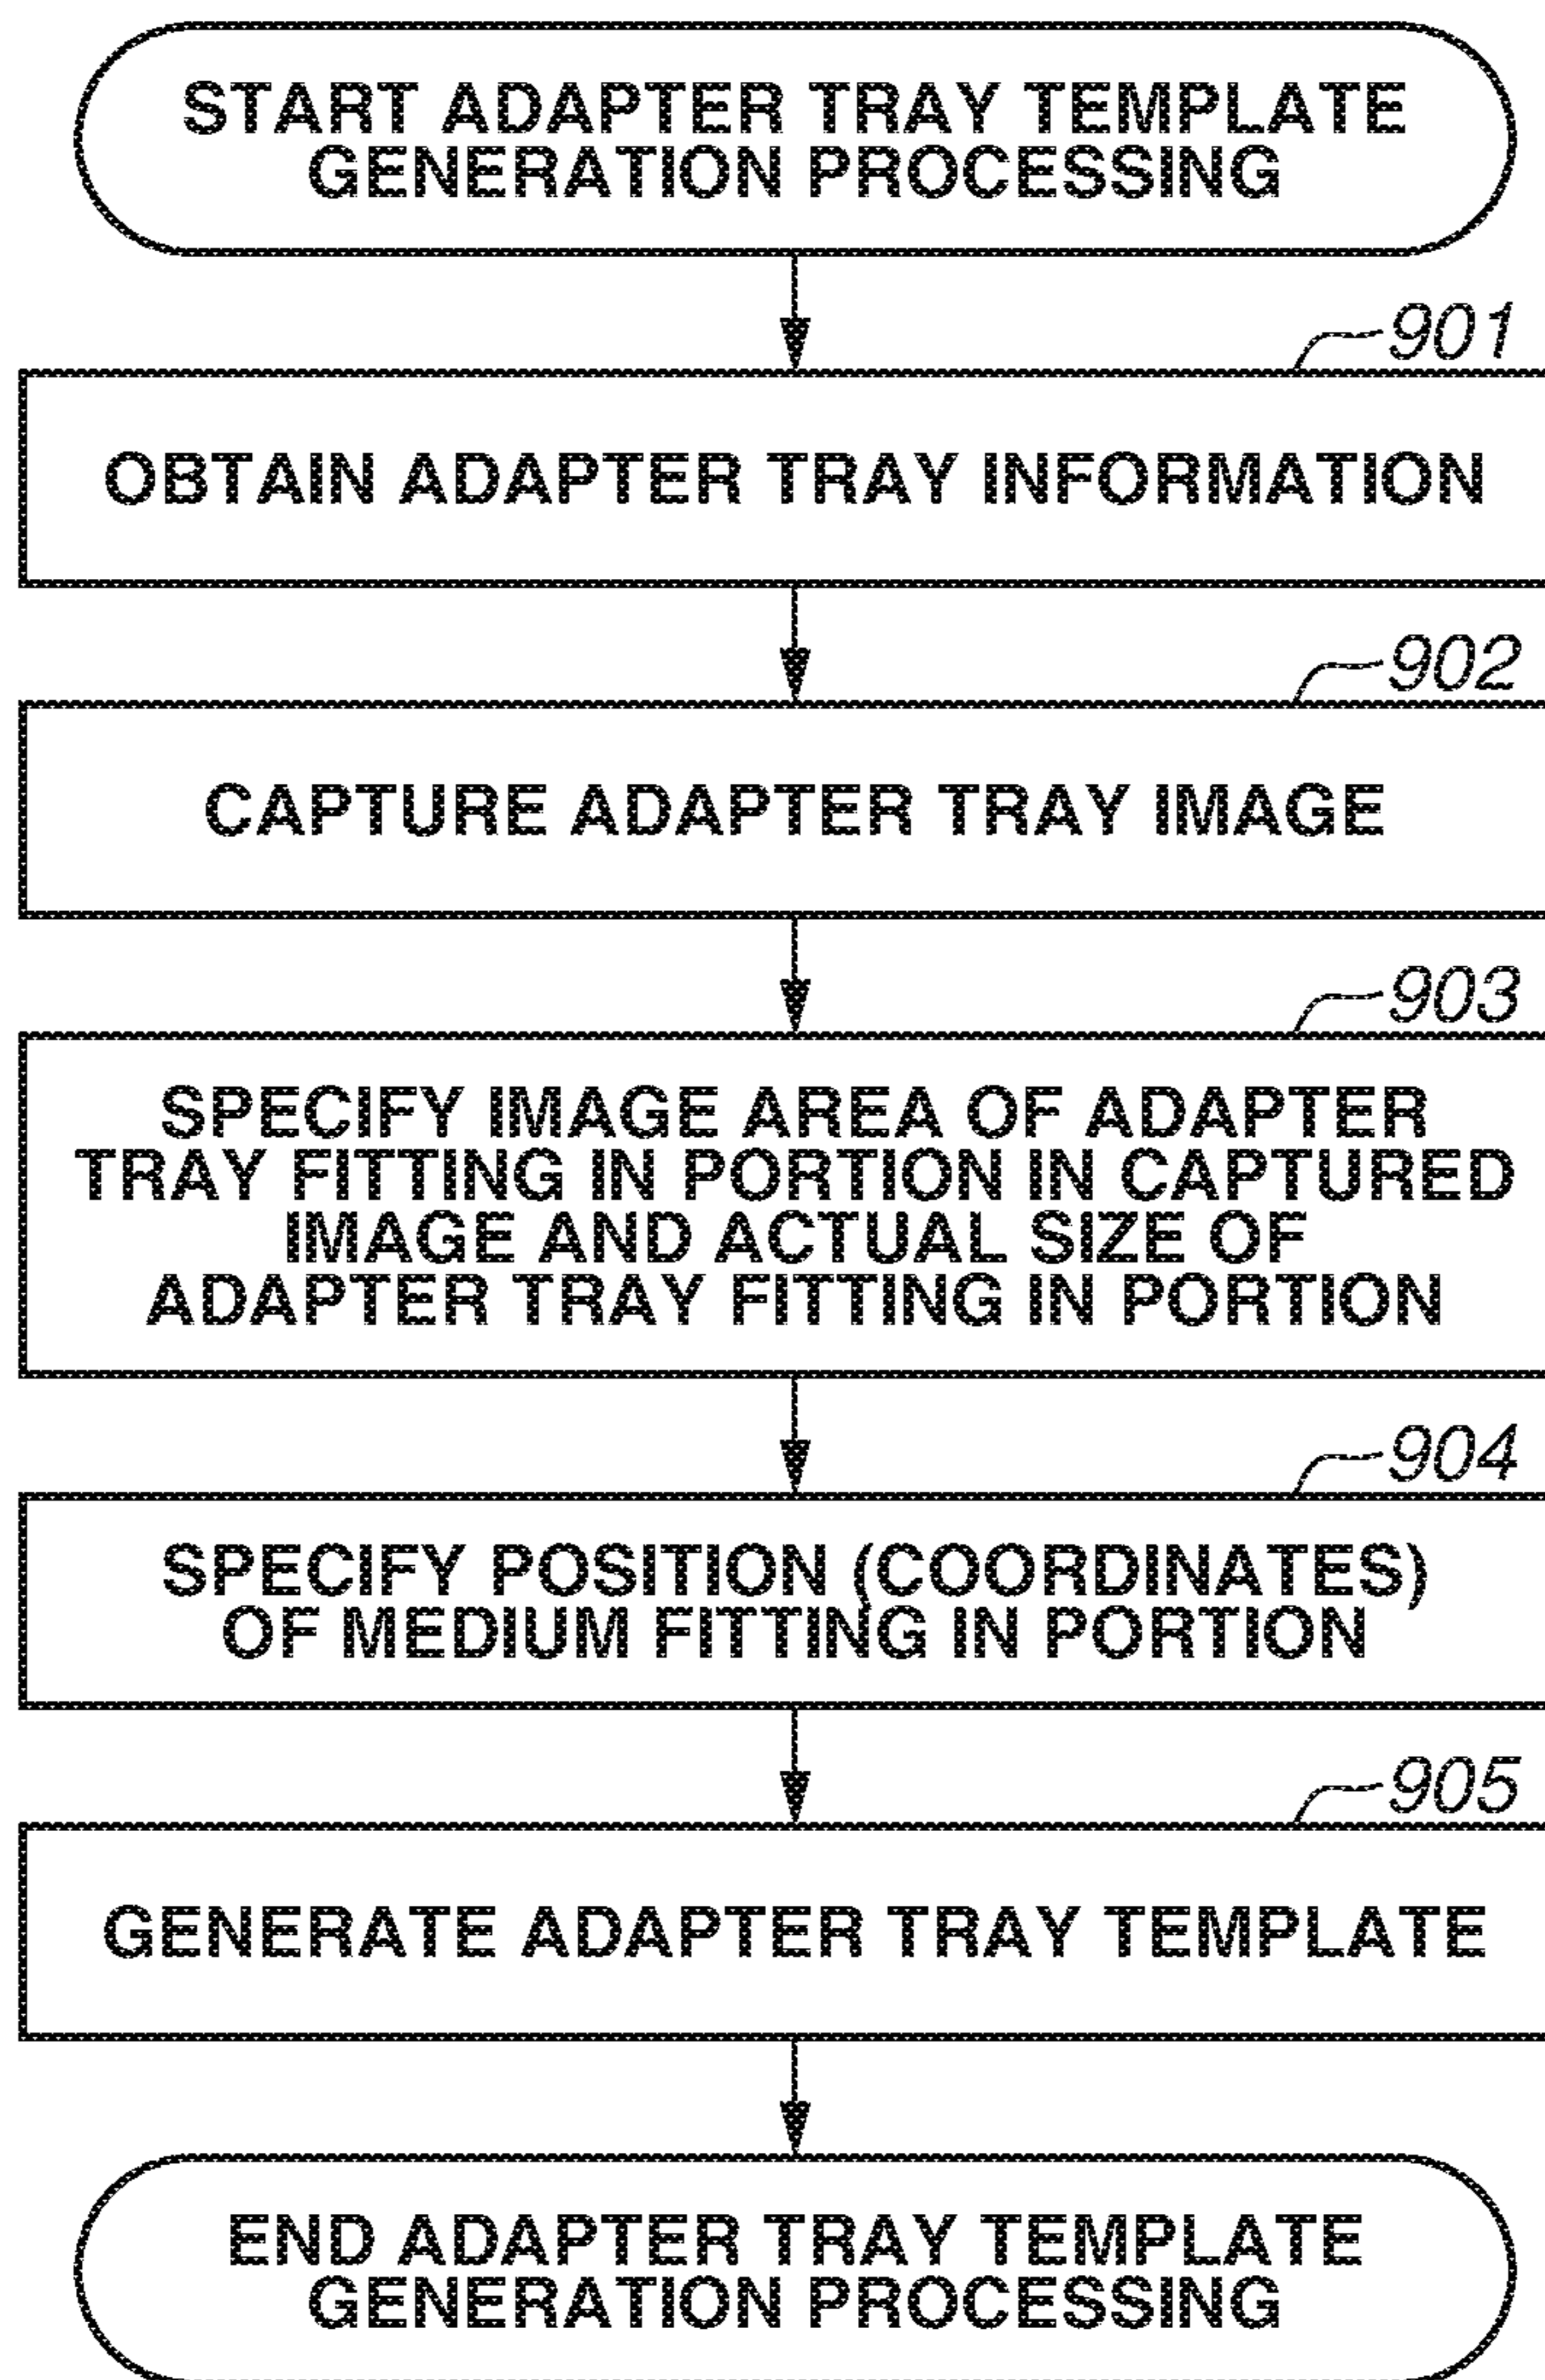 START ADAPTER TRAY TEMPLATE
GENERATION PROCESSING
901
OBTAIN ADAPTER TRAY INFORMATION
902
CAPTURE ADAPTER TRAY IMAGE
903
SPECIFY IMAGE AREA OF ADAPTER
TRAY FITTING IN PORTION IN CAPTURED
IMAGE AND ACTUAL SIZE OF
ADAPTER TRAY FITTING IN PORTION
904
SPECIFY POSITION (COORDINATES)
OF MEDIUM FITTING IN PORTION
905
GENERATE ADAPTER TRAY TEMPLATE
END ADAPTER TRAY TEMPLATE
GENERATION PROCESSING